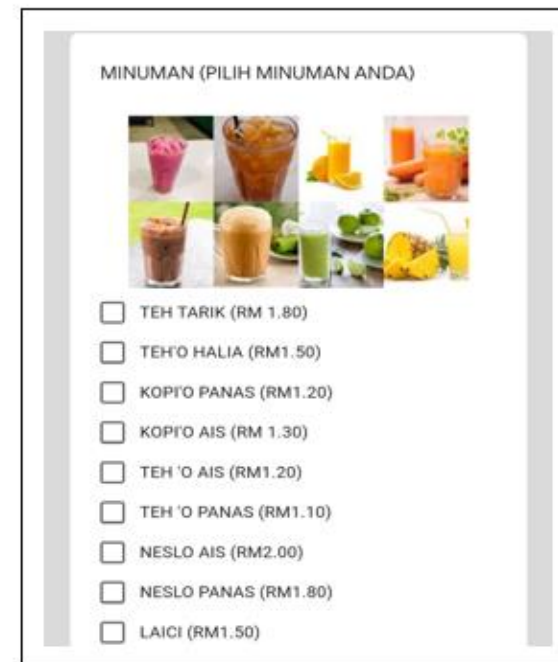 MINUMAN (PILIH MINUMAN ANDA)
TEH TARIK (RM 1.80)
TEH'O HALIA (RM1.50)
KOPI'O PANAS (RM1.20)
KOPI'O AIS (RM 1.30)
TEH 'O AIS (RM1.20)
TEH 'O PANAS (RM1.10)
NESLO AIS (RM2.00)
NESLO PANAS (RM1.80)
LAICI (RM1.50)